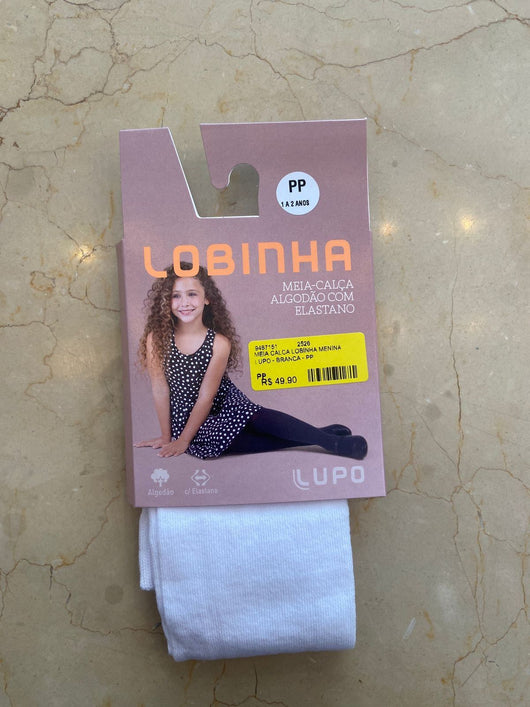 PP
1 A 2 ANOS
LOBINHA
MEIA-CALÇA
ALGODÃO COM
ELASTANO
9487151 2526
MEIA CALCA LOBINHA MENINA
LUPO - BRANCA - PP
PP
R$ 49.90
Algodão
c/ Elastano
LUPO